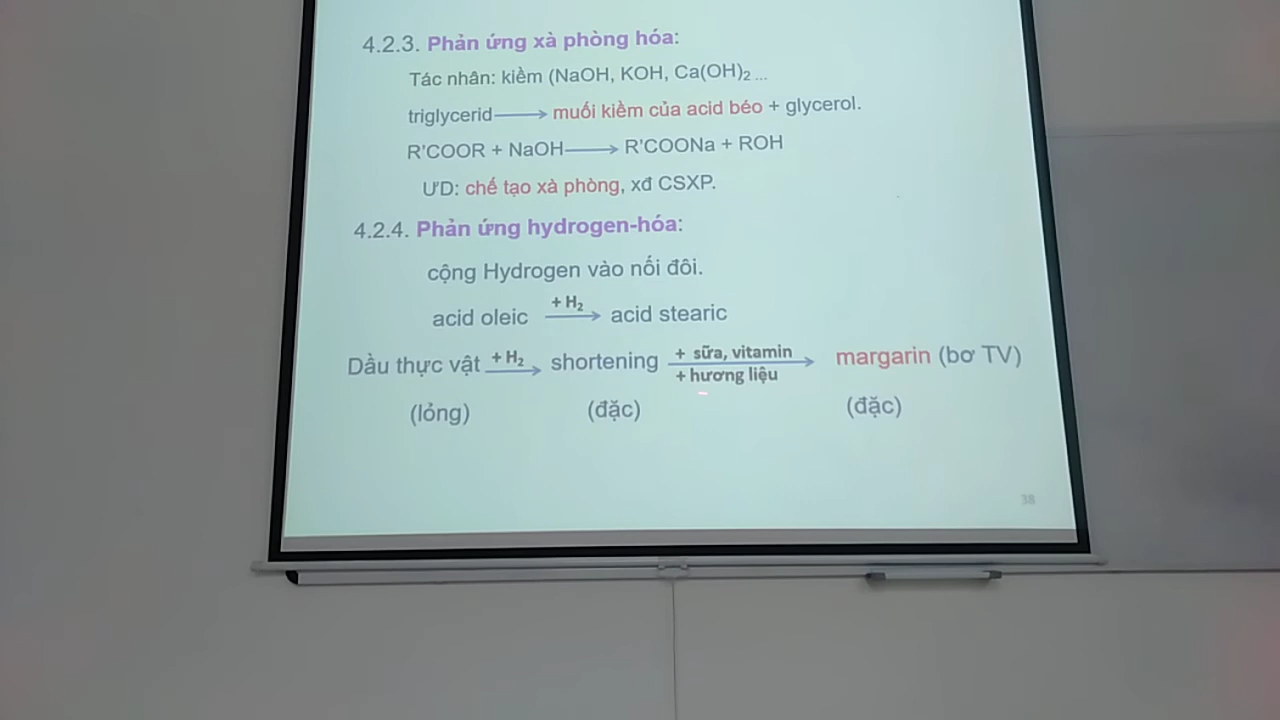 4.2.3. Phản ứng xà phòng hóa:
Tác nhân: kiềm (NaOH, KOH, Ca(OH)₂ ...
triglycerid → muối kiềm của acid béo + glycerol.
R'COOR + NaOH → R'COONa + ROH
ƯD: chế tạo xà phòng, xđ CSXP.
4.2.4. Phản ứng hydrogen-hóa:
cộng Hydrogen vào nối đôi.
+ H₂
acid oleic → acid stearic
Dầu thực vật + H₂ → shortening + sữa, vitamin → margarin (bơ TV)
+ hương liệu
(lỏng) (đặc) (đặc)
38